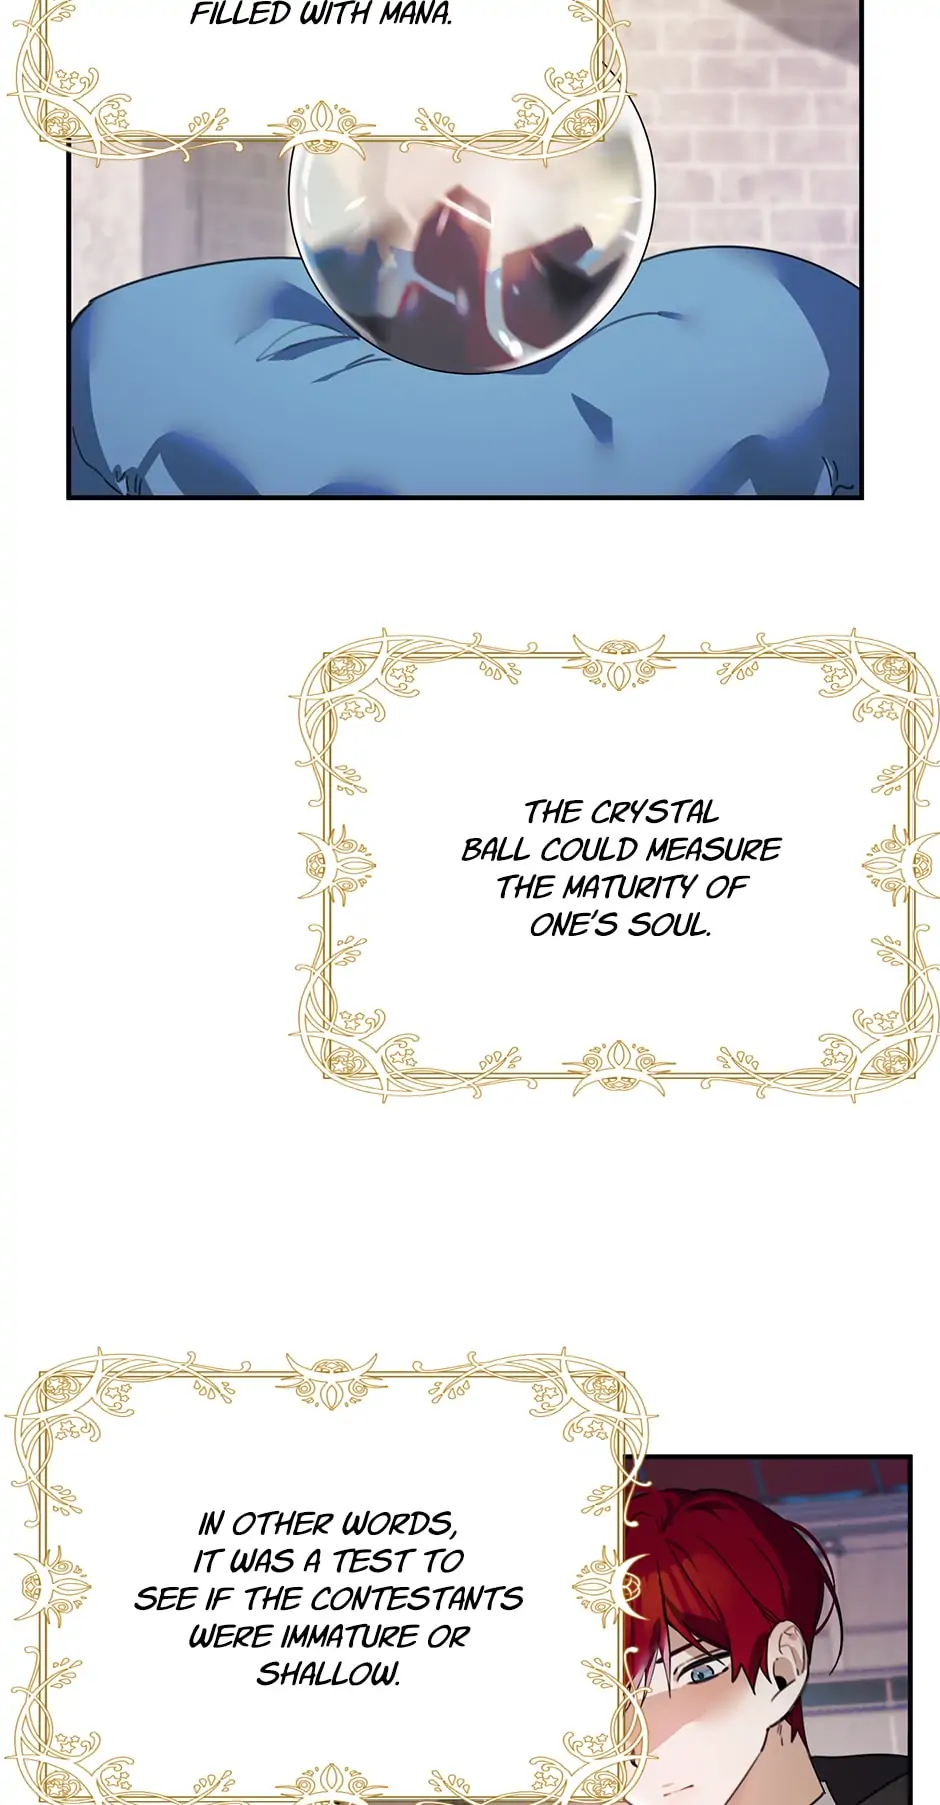 FILLED WITH MANA.
THE CRYSTAL
BALL COULD MEASURE
THE MATURITY OF
ONE'S SOUL.
IN OTHER WORDS,
IT WAS A TEST TO
SEE IF THE CONTESTANTS
WERE IMMATURE OR
SHALLOW.